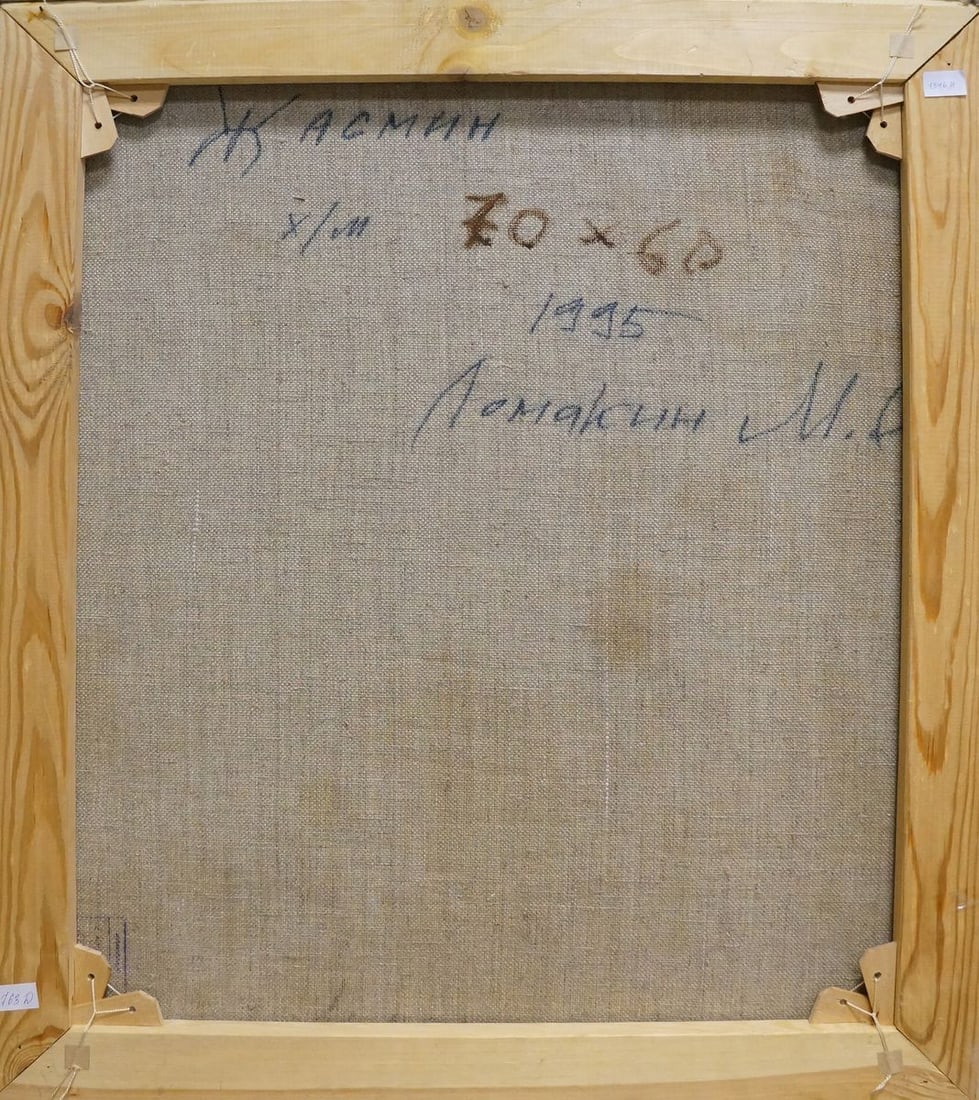 Жасмин
х/м 70 x 60
1995
Ломакин М.